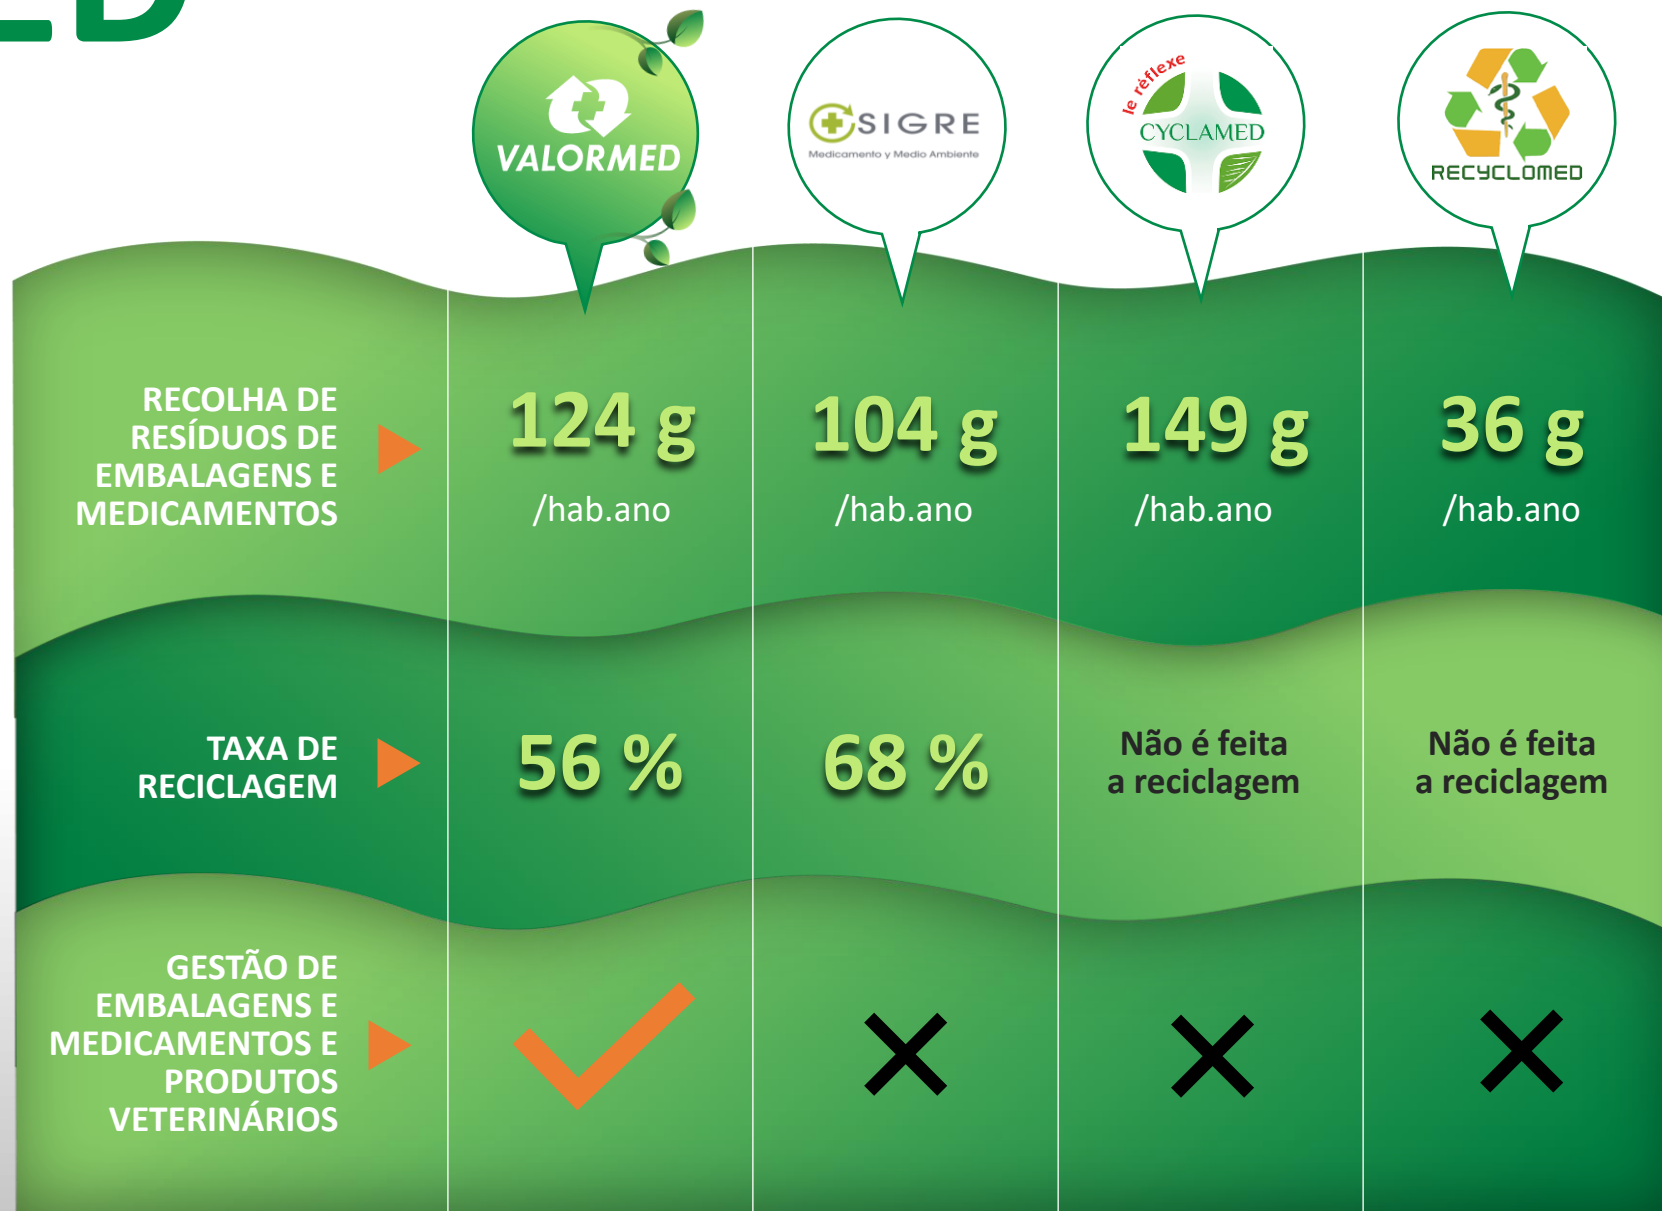 ED
VALORMED
SIGRE
Medicamento y Medio Ambiente
le réflexe
CYCLAMED
RECYCLOMED
RECOLHA DE
RESÍDUOS DE
EMBALAGENS E
MEDICAMENTOS
124 g
/hab.ano
104 g
/hab.ano
149 g
/hab.ano
36 g
/hab.ano
TAXA DE
RECICLAGEM
56 %
68 %
Não é feita
a reciclagem
Não é feita
a reciclagem
GESTÃO DE
EMBALAGENS E
MEDICAMENTOS E
PRODUTOS
VETERINÁRIOS